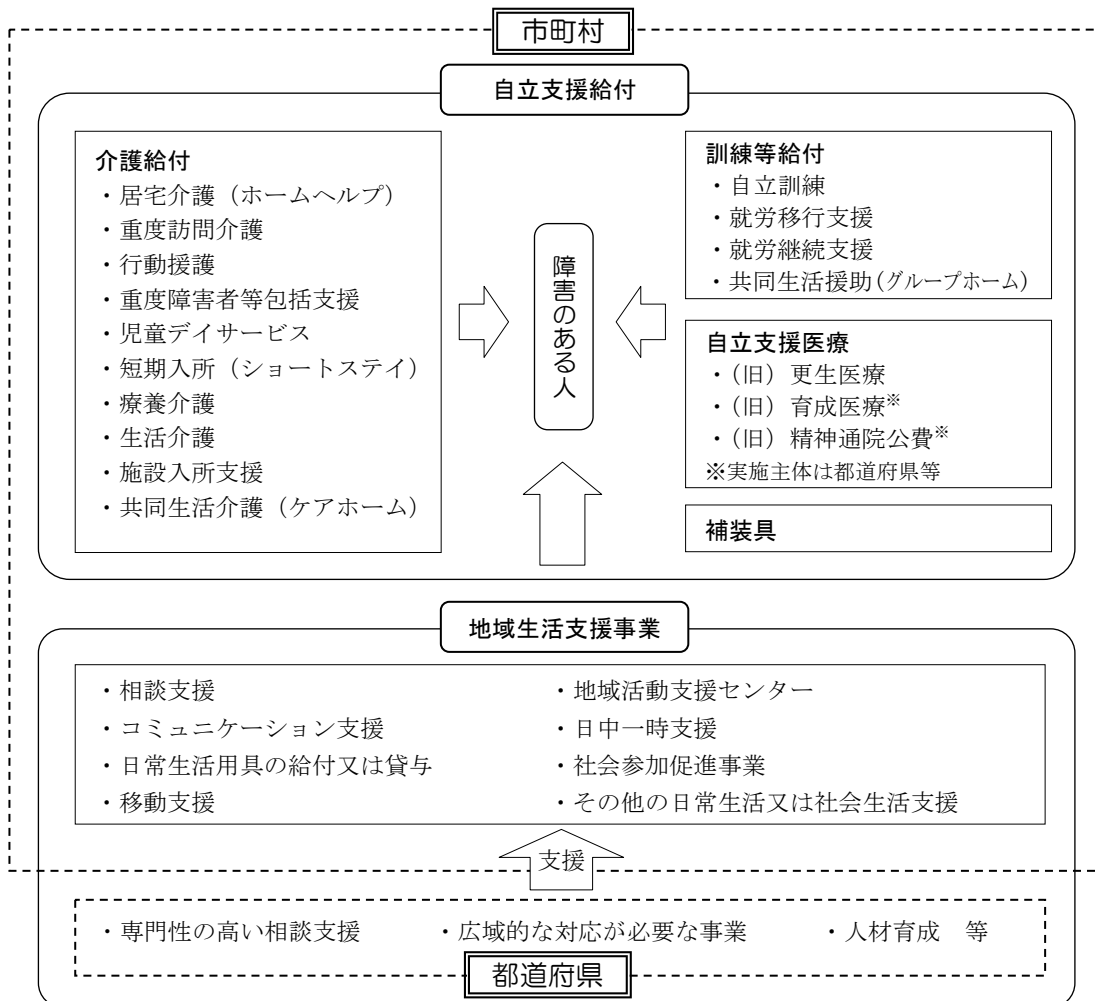 市町村
自立支援給付
介護給付
・居宅介護（ホームヘルプ）
・重度訪問介護
・行動援護
・重度障害者等包括支援
・児童デイサービス
・短期入所（ショートステイ）
・療養介護
・生活介護
・施設入所支援
・共同生活介護（ケアホーム）
障害のある人
訓練等給付
・自立訓練
・就労移行支援
・就労継続支援
・共同生活援助（グループホーム）
自立支援医療
・（旧）更生医療
・（旧）育成医療※
・（旧）精神通院公費※
※実施主体は都道府県等
補装具
地域生活支援事業
・相談支援
・コミュニケーション支援
・日常生活用具の給付又は貸与
・移動支援
・地域活動支援センター
・日中一時支援
・社会参加促進事業
・その他の日常生活又は社会生活支援
支援
・専門性の高い相談支援　・広域的な対応が必要な事業　・人材育成　等
都道府県